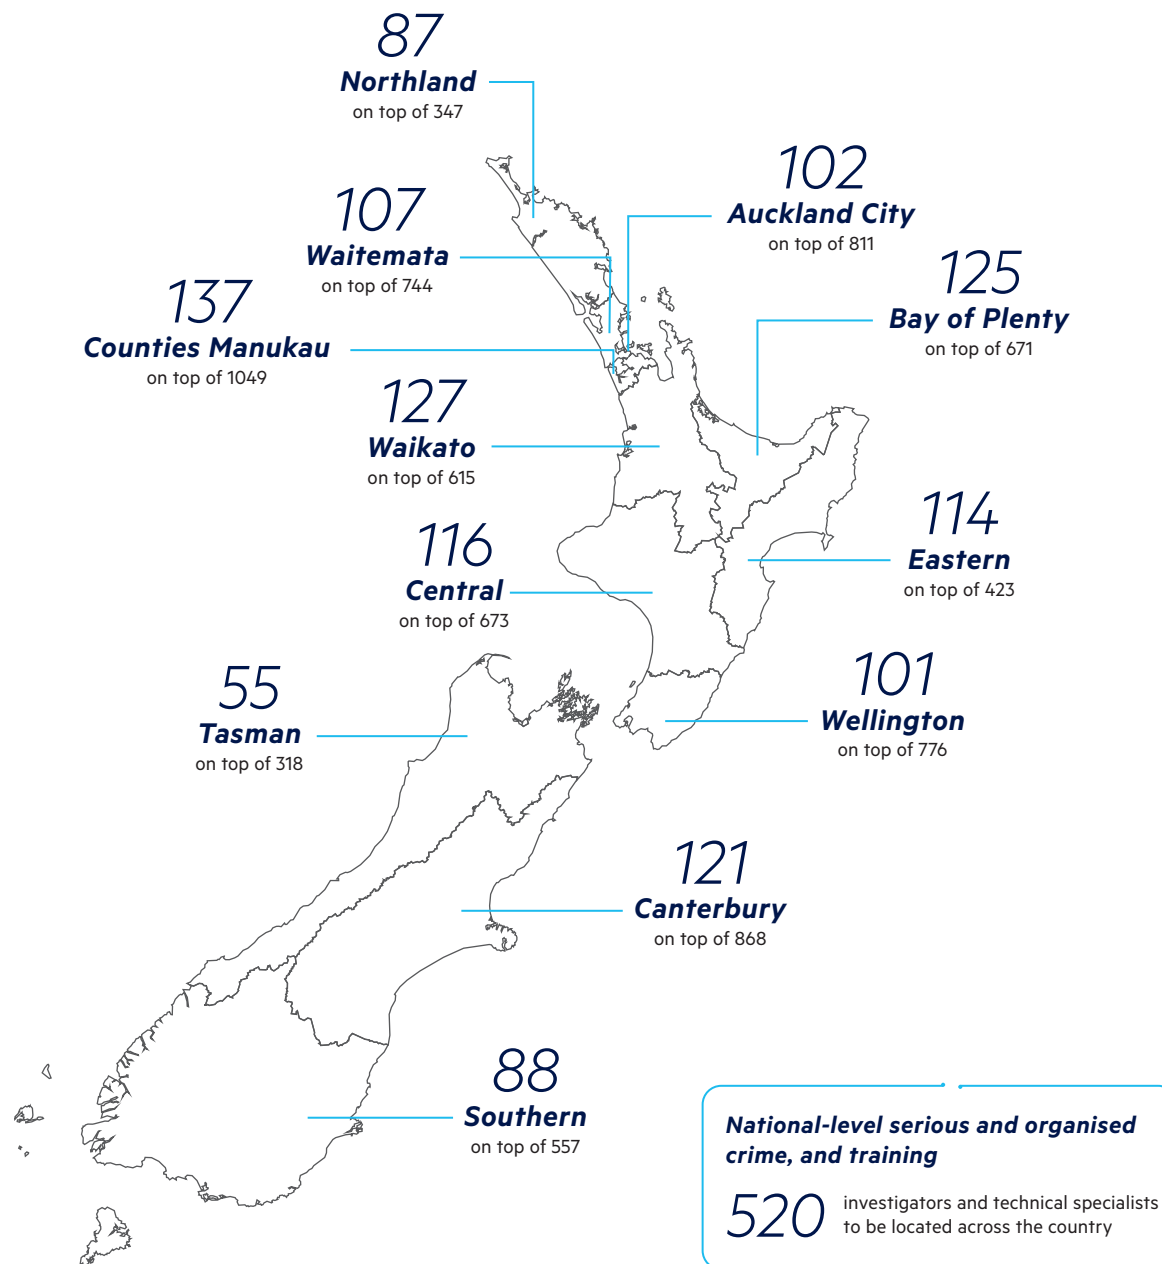 87
Northland
on top of 347
102
Auckland City
on top of 811
107
Waitemata
on top of 744
125
Bay of Plenty
on top of 671
137
Counties Manukau
on top of 1049
127
Waikato
on top of 615
114
Eastern
on top of 423
116
Central
on top of 673
101
Wellington
on top of 776
55
Tasman
on top of 318
121
Canterbury
on top of 868
88
Southern
on top of 557
National-level serious and organised
crime, and training
520
investigators and technical specialists
to be located across the country